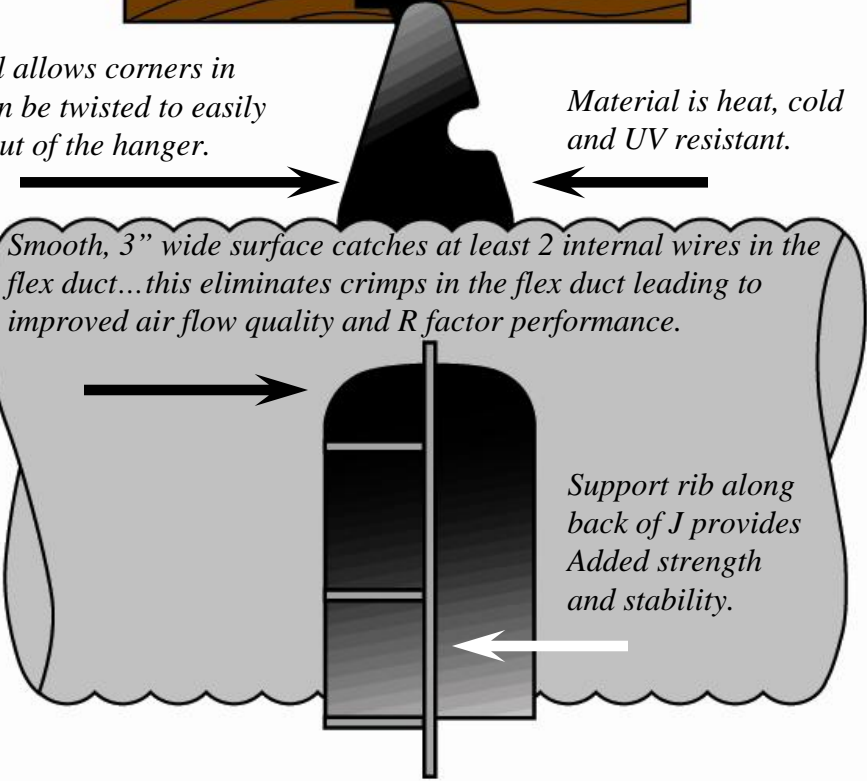 allows corners in
be twisted to easily
of the hanger.
Material is heat, cold
and UV resistant.
Smooth, 3” wide surface catches at least 2 internal wires in the
flex duct…this eliminates crimps in the flex duct leading to
improved air flow quality and R factor performance.
Support rib along
back of J provides
Added strength
and stability.